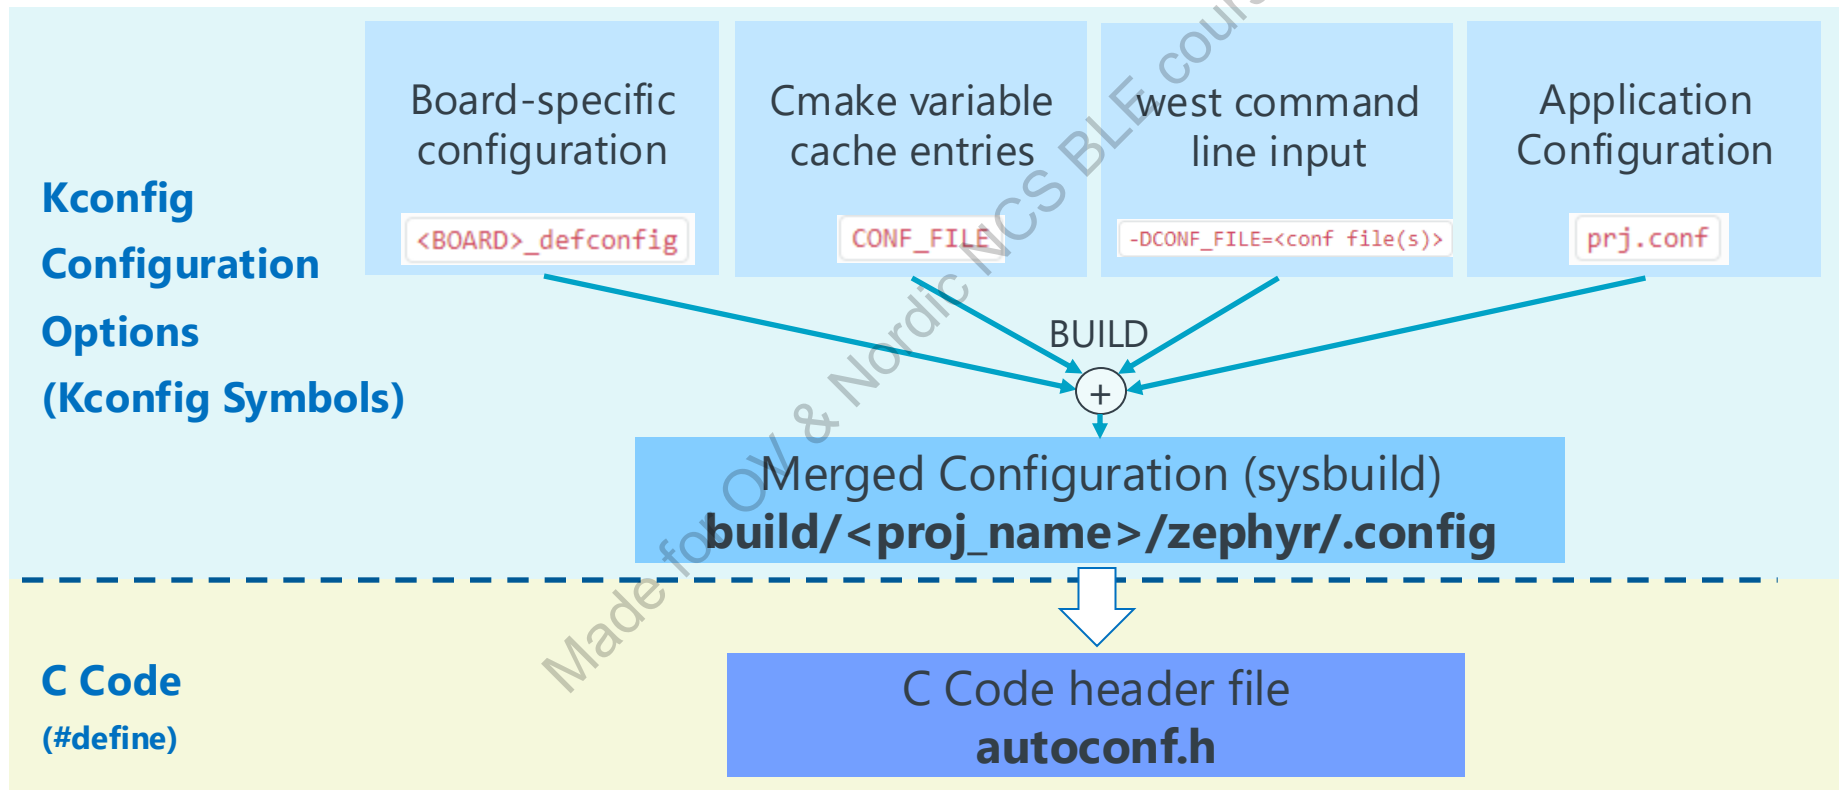 Board-specific
configuration
<BOARD>_defconfig
Cmake variable
cache entries
CONF_FILE
west command
line input
-DCONF_FILE=<conf file(s)>
Application
Configuration
prj.conf
Kconfig
Configuration
Options
(Kconfig Symbols)
BUILD
+
Merged Configuration (sysbuild)
build/<proj_name>/zephyr/.config
C Code
(#define)
C Code header file
autoconf.h
Made for OV & Nordic NCS BLE